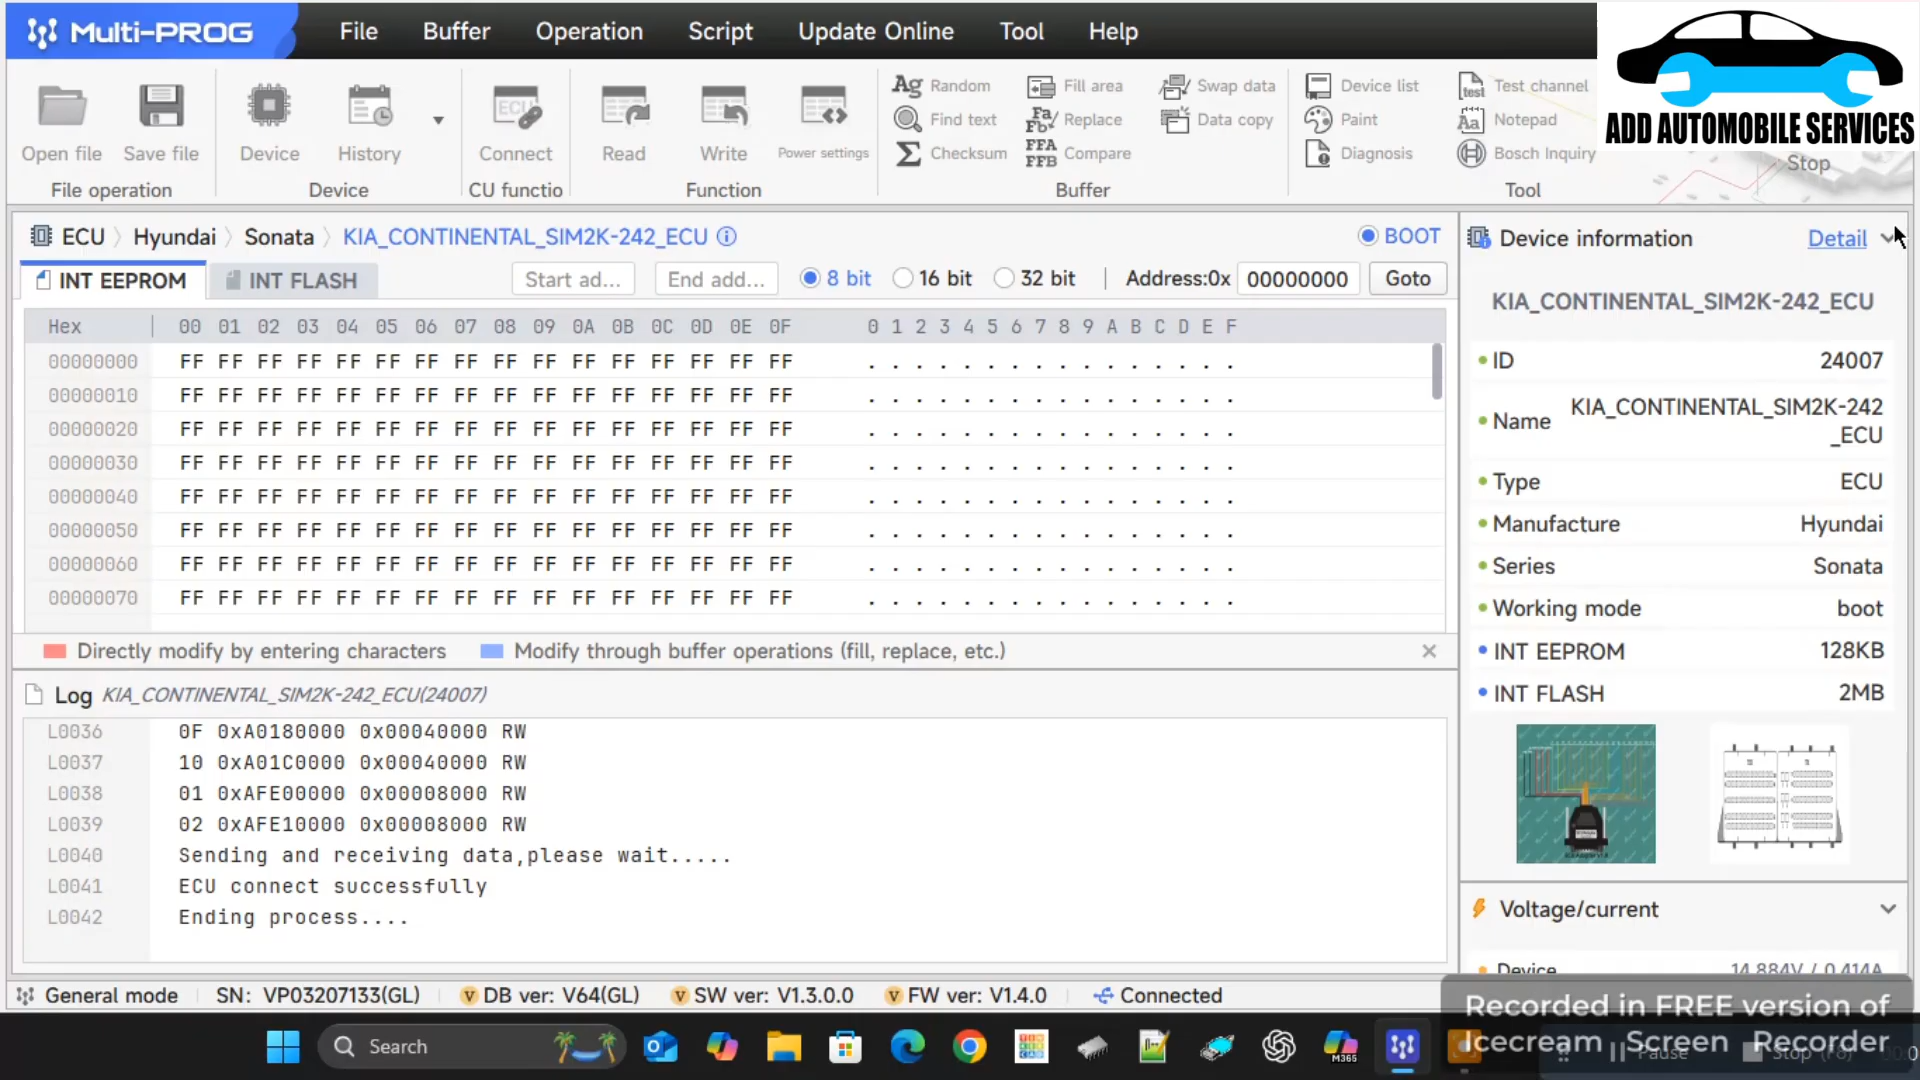 Multi-PROG File Buffer Operation Script Update Online Tool Help
Open file Save file
File operation
Device History
Device
ECU
Connect
CU functio
Read Write Power settings
Function
Ag Random Fill area Swap data
Find text Fa/ Fb Replace Data copy
Checksum FFA FFB Compare
Buffer
Device list test Test channel
Paint Aa Notepad
Diagnosis Bosch Inquiry
Tool
Stop
ADD AUTOMOBILE SERVICES
ECU Hyundai Sonata KIA_CONTINENTAL_SIM2K-242_ECU BOOT
INT EEPROM INT FLASH Start ad... End add... 8 bit 16 bit 32 bit | Address:0x 00000000 Goto
Hex 00 01 02 03 04 05 06 07 08 09 0A 0B 0C 0D 0E 0F 0 1 2 3 4 5 6 7 8 9 A B C D E F
00000000 FF FF FF FF FF FF FF FF FF FF FF FF FF FF FF FF . . . . . . . . . . . . . . . .
00000010 FF FF FF FF FF FF FF FF FF FF FF FF FF FF FF FF . . . . . . . . . . . . . . . .
00000020 FF FF FF FF FF FF FF FF FF FF FF FF FF FF FF FF . . . . . . . . . . . . . . . .
00000030 FF FF FF FF FF FF FF FF FF FF FF FF FF FF FF FF . . . . . . . . . . . . . . . .
00000040 FF FF FF FF FF FF FF FF FF FF FF FF FF FF FF FF . . . . . . . . . . . . . . . .
00000050 FF FF FF FF FF FF FF FF FF FF FF FF FF FF FF FF . . . . . . . . . . . . . . . .
00000060 FF FF FF FF FF FF FF FF FF FF FF FF FF FF FF FF . . . . . . . . . . . . . . . .
00000070 FF FF FF FF FF FF FF FF FF FF FF FF FF FF FF FF . . . . . . . . . . . . . . . .
Directly modify by entering characters Modify through buffer operations (fill, replace, etc.)
Log KIA_CONTINENTAL_SIM2K-242_ECU(24007)
L0036 0F 0xA0180000 0x00040000 RW
L0037 10 0xA01C0000 0x00040000 RW
L0038 01 0xAFE00000 0x00008000 RW
L0039 02 0xAFE10000 0x00008000 RW
L0040 Sending and receiving data,please wait.....
L0041 ECU connect successfully
L0042 Ending process....
Device information Detail
KIA_CONTINENTAL_SIM2K-242_ECU
ID 24007
Name KIA_CONTINENTAL_SIM2K-242
_ECU
Type ECU
Manufacture Hyundai
Series Sonata
Working mode boot
INT EEPROM 128KB
INT FLASH 2MB
Voltage/current
Device 14.884V / 0.414A
General mode SN: VP03207133(GL) V DB ver: V64(GL) V SW ver: V1.3.0.0 V FW ver: V1.4.0 Connected
Recorded in FREE version of
Icecream Screen Recorder
Pause Stop (F8)
Search
M365